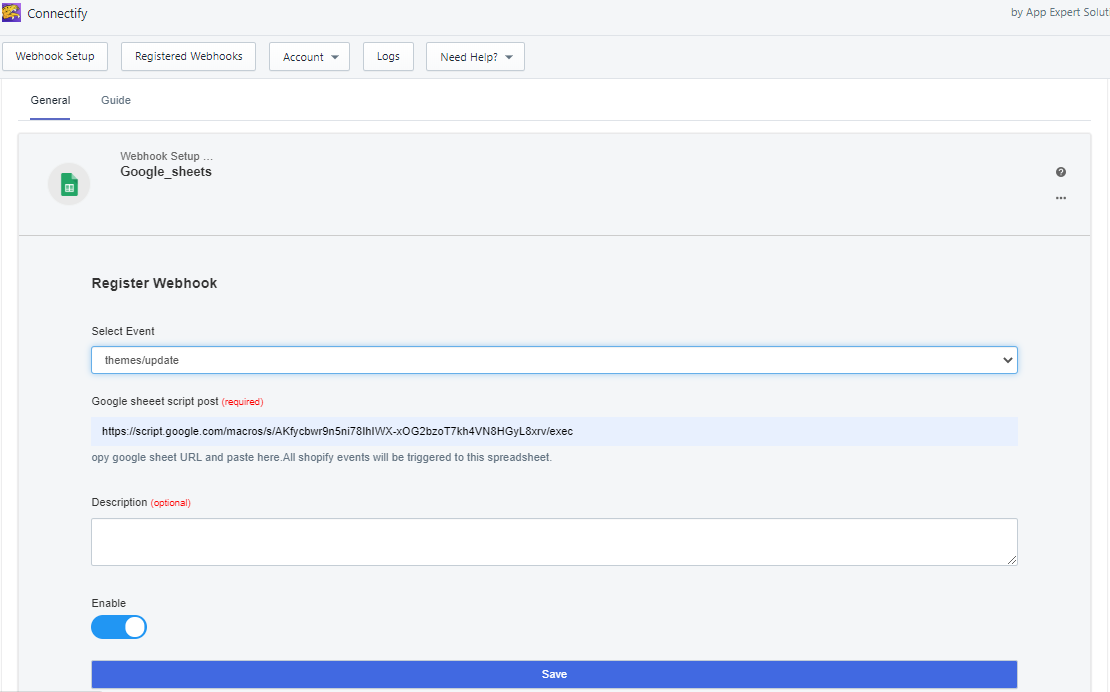 Connectify
by App Expert Soluti
Webhook Setup
Registered Webhooks
Account
Logs
Need Help?
General
Guide
Webhook Setup ...
Google_sheets
Register Webhook
Select Event
themes/update
Google sheeet script post (required)
https://script.google.com/macros/s/AKfycbwr9n5ni78IhIWX-xOG2bzoT7kh4VN8HGyL8xrv/exec
opy google sheet URL and paste here.All shopify events will be triggered to this spreadsheet.
Description (optional)
Enable
Save